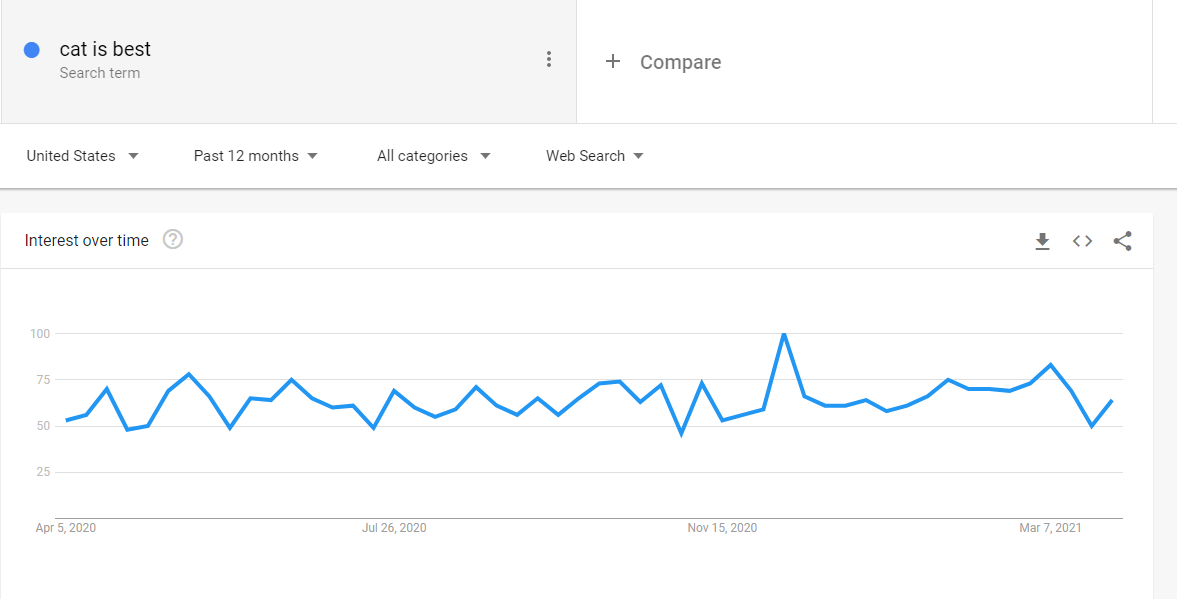 cat is best
Search term
+ Compare
United States
Past 12 months
All categories
Web Search
Interest over time
?
100
75
50
25
Apr 5, 2020
Jul 26, 2020
Nov 15, 2020
Mar 7, 2021